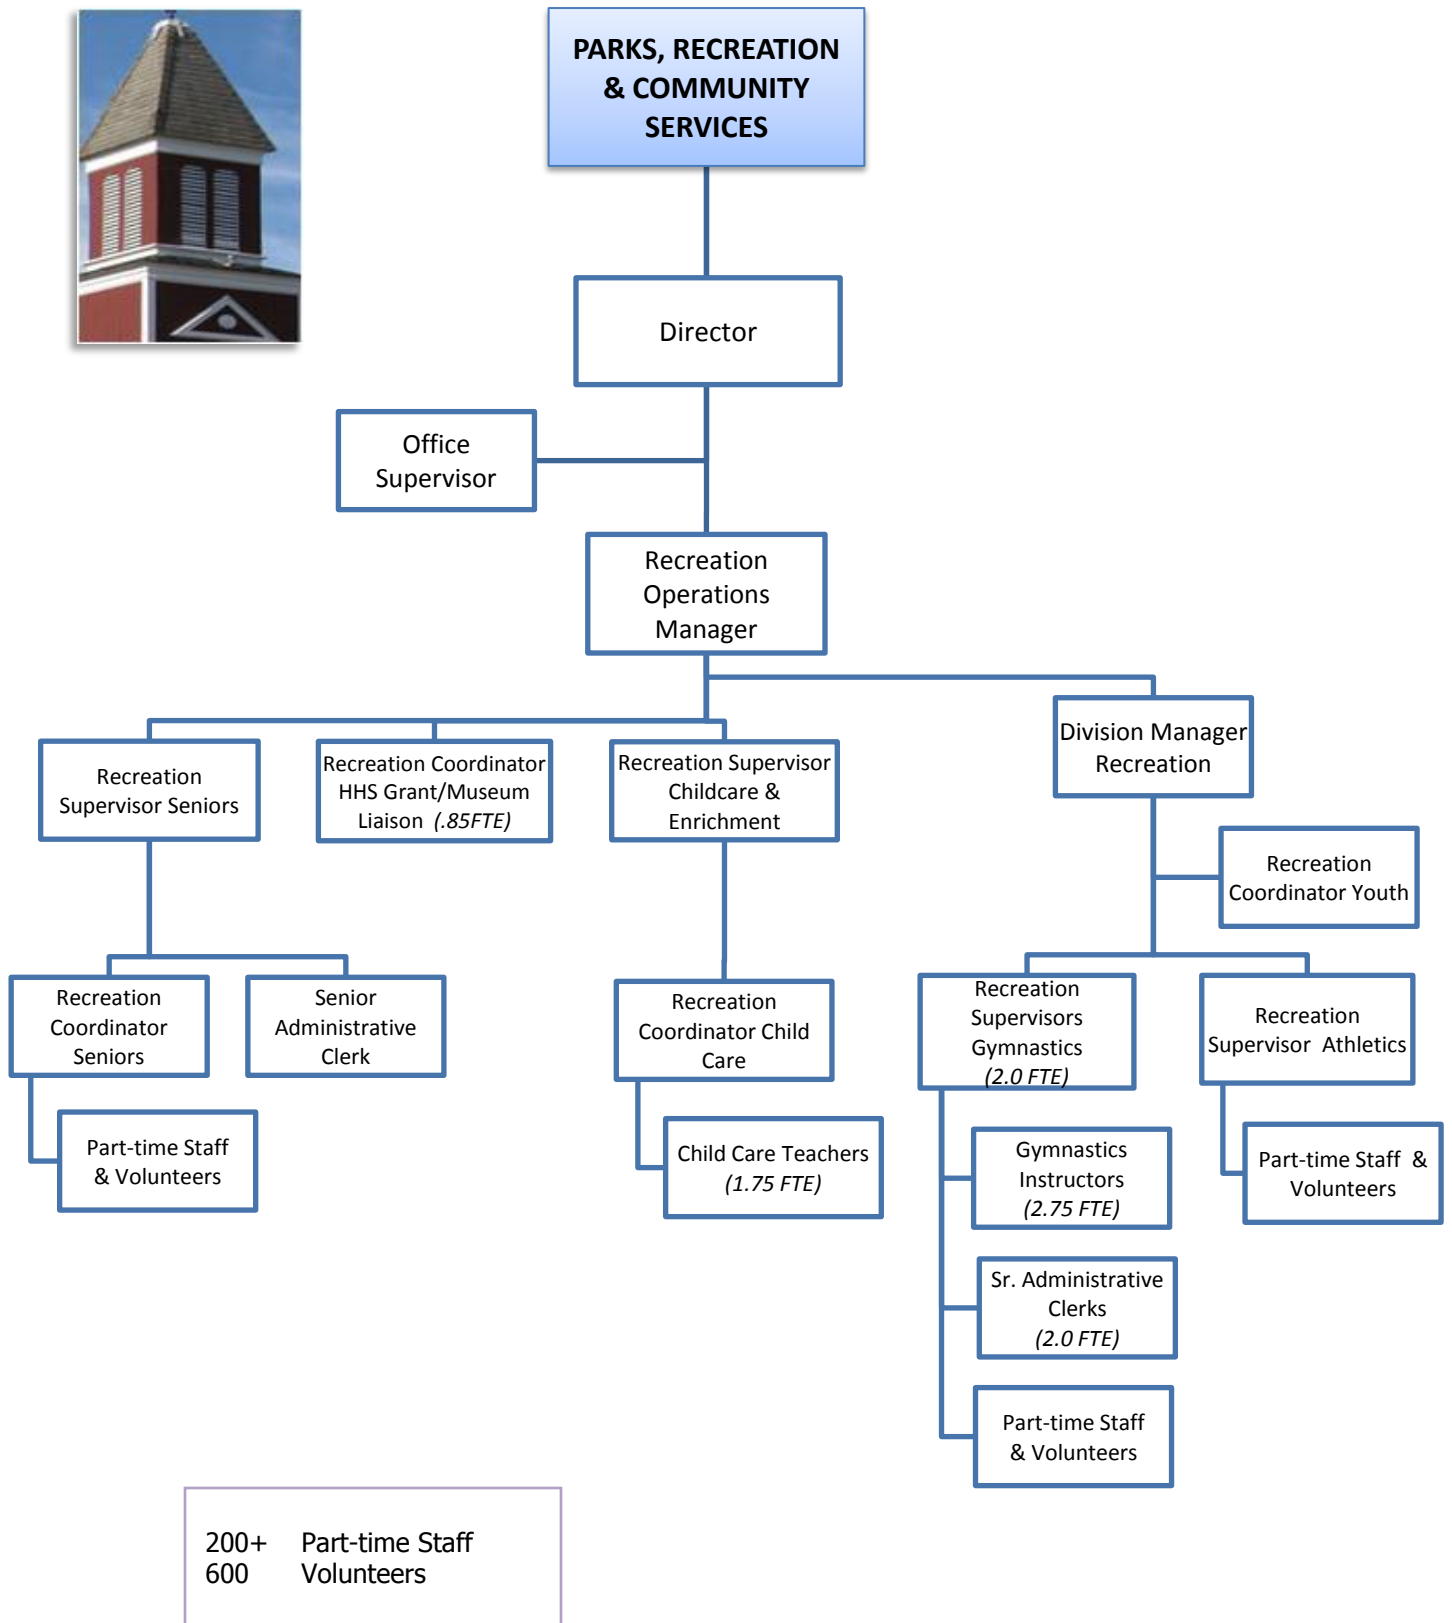 PARKS, RECREATION
& COMMUNITY
SERVICES
Director
Office
Supervisor
Recreation
Operations
Manager
Recreation
Supervisor Seniors
Recreation Coordinator
HHS Grant/Museum
Liaison (.85FTE)
Recreation Supervisor
Childcare &
Enrichment
Division Manager
Recreation
Recreation
Coordinator Youth
Recreation
Coordinator
Seniors
Senior
Administrative
Clerk
Recreation
Coordinator Child
Care
Recreation
Supervisors
Gymnastics
(2.0 FTE)
Recreation
Supervisor Athletics
Part-time Staff
& Volunteers
Child Care Teachers
(1.75 FTE)
Gymnastics
Instructors
(2.75 FTE)
Part-time Staff &
Volunteers
Sr. Administrative
Clerks
(2.0 FTE)
Part-time Staff
& Volunteers
200+ Part-time Staff
600 Volunteers